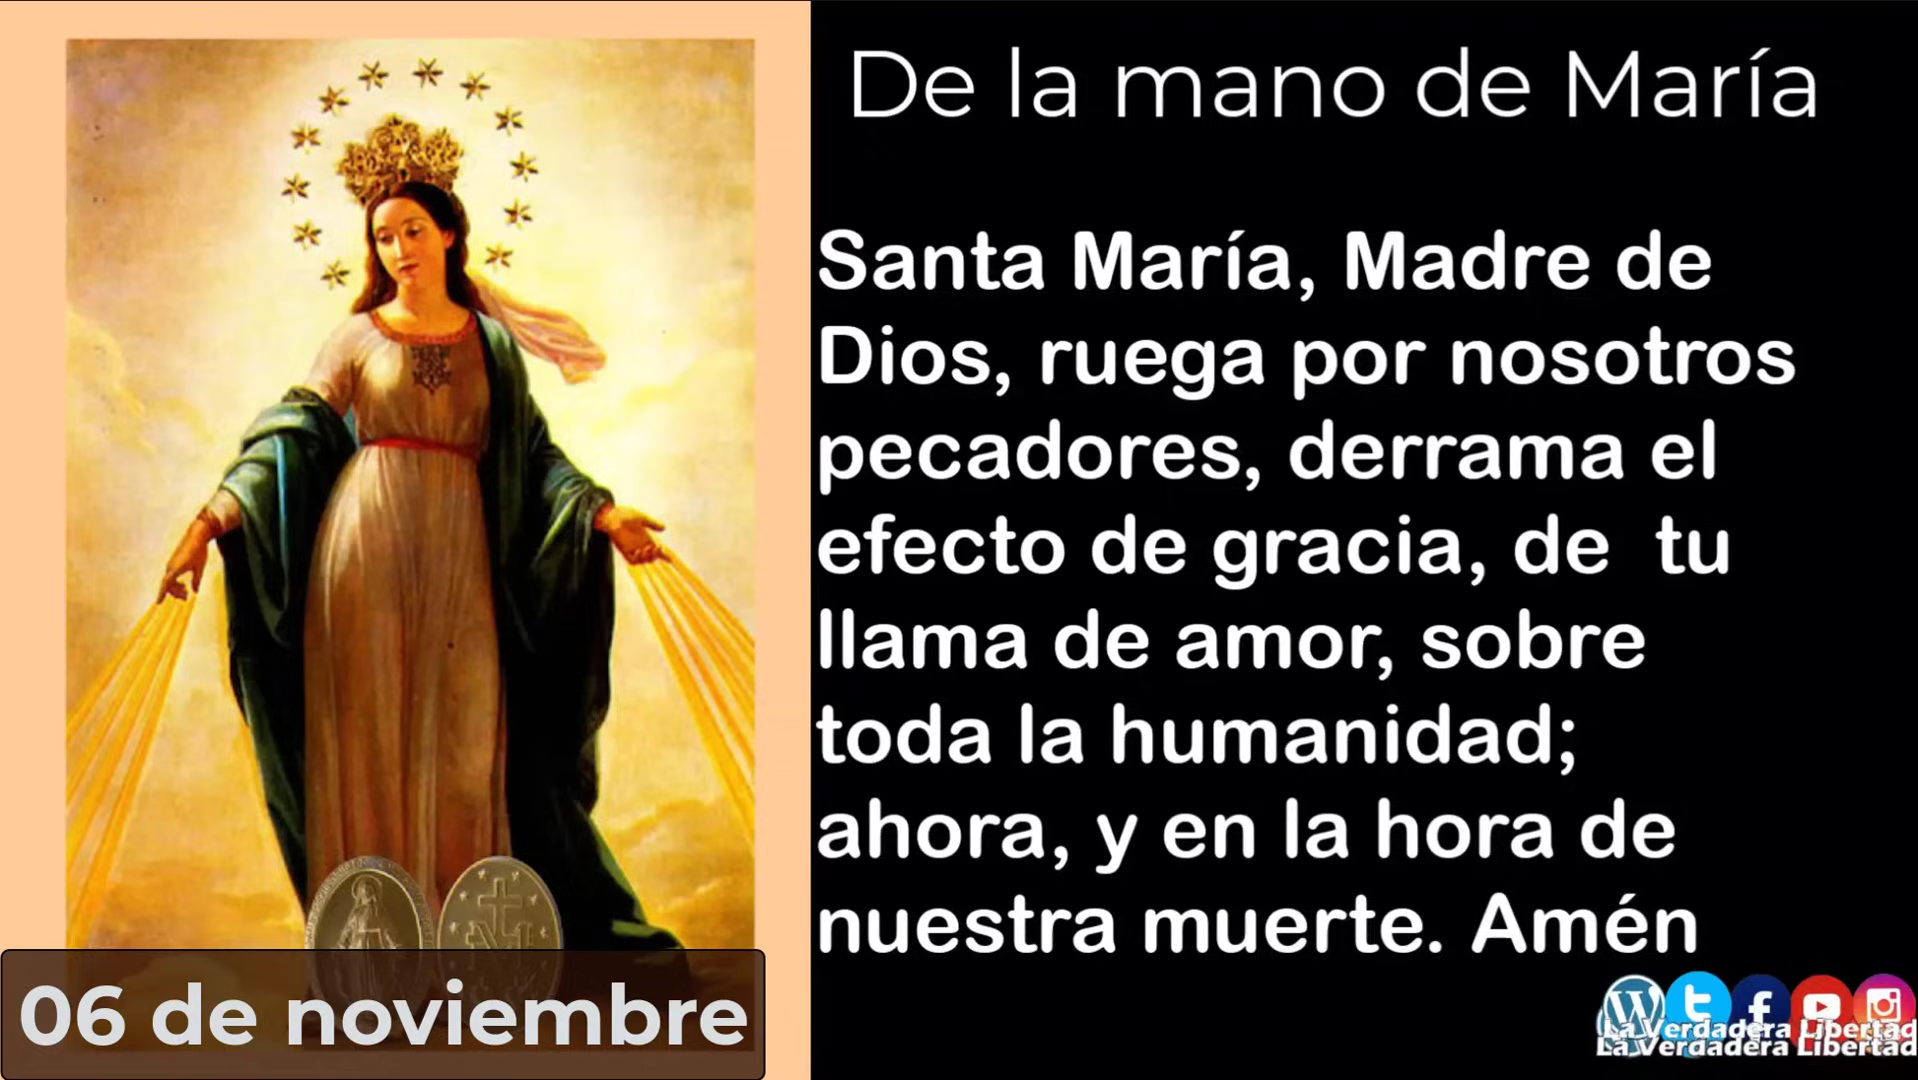 De la mano de María
Santa María, Madre de
Dios, ruega por nosotros
pecadores, derrama el
efecto de gracia, de  tu
llama de amor, sobre
toda la humanidad;
ahora, y en la hora de
nuestra muerte. Amén
06 de noviembre
La Verdadera Libertad
La Verdadera Libertad